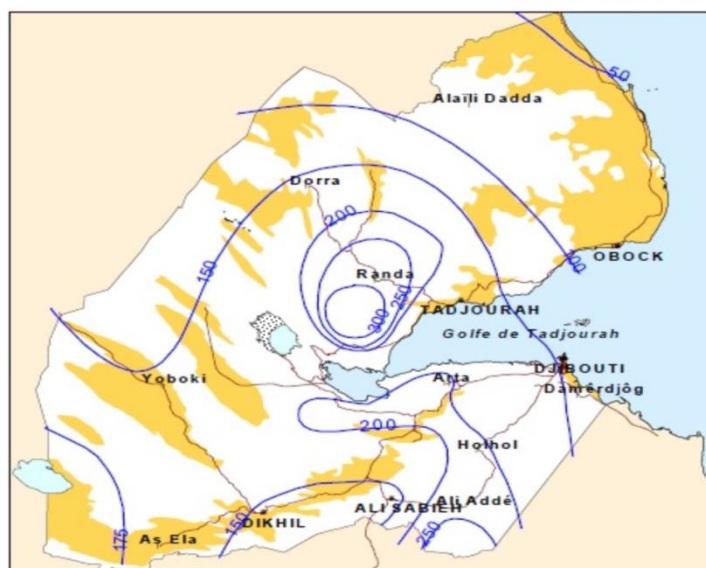 50
Alaïli Dadda
Dorra
200
100
OBOCK
150
Randa
250
300
TADJOURAH
Golfe de Tadjourah
DJIBOUTI
Yoboki
Arta
Damêrdjôg
200
Holhol
ALI SABIEH
Ali Addé
150
DIKHIL
175
As Ela
250